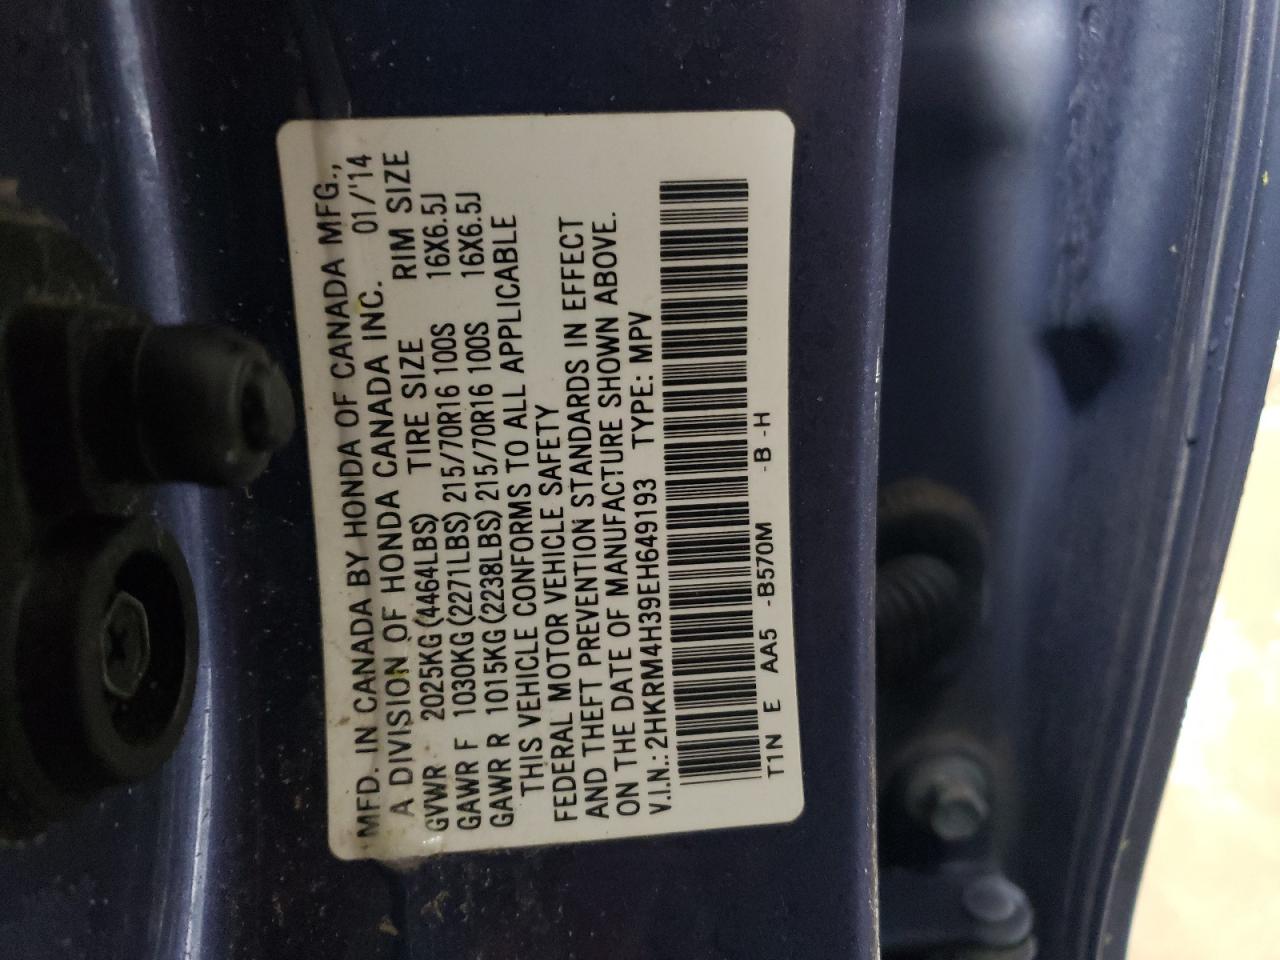 MFD. IN CANADA BY HONDA OF CANADA MFG.,
A DIVISION OF HONDA CANADA INC. 01/'14
GVWR 2025KG(4464LBS) TIRE SIZE RIM SIZE
GAWR F 1030KG(2271LBS) 215/70R16 100S 16X6.5J
GAWR R 1015KG(2238LBS) 215/70R16 100S 16X6.5J
THIS VEHICLE CONFORMS TO ALL APPLICABLE
FEDERAL MOTOR VEHICLE SAFETY
AND THEFT PREVENTION STANDARDS IN EFFECT
ON THE DATE OF MANUFACTURE SHOWN ABOVE.
V.I.N.: 2HKRM4H39EH649193 TYPE: MPV
T1N E AA5 -B570M -B -H